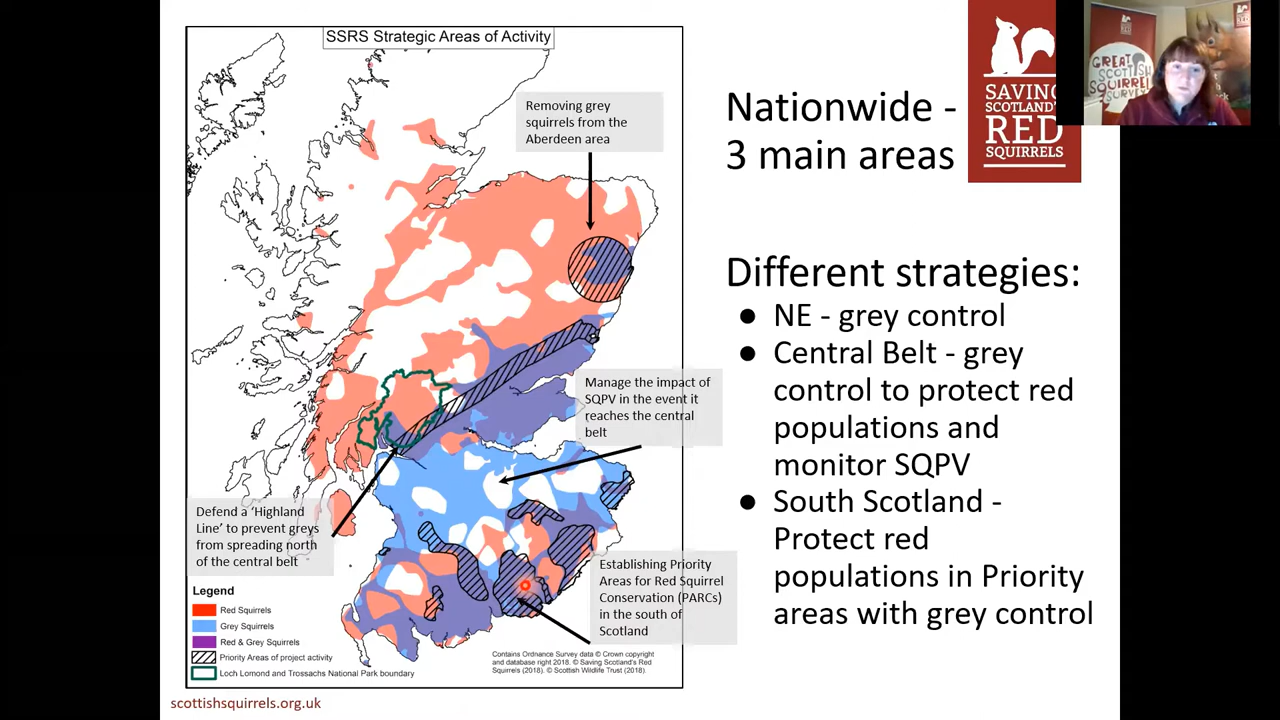 SSRS Strategic Areas of Activity
Removing grey
squirrels from the
Aberdeen area
Manage the impact of
SQPV in the event it
reaches the central
belt
Defend a ‘Highland
Line’ to prevent greys
from spreading north
of the central belt
Establishing Priority
Areas for Red Squirrel
Conservation (PARCs)
in the south of
Scotland
Legend
Red Squirrels
Grey Squirrels
Red & Grey Squirrels
Priority Areas of project activity
Loch Lomond and Trossachs National Park boundary
Contains Ordnance Survey data © Crown copyright
and database right 2018. © Saving Scotland's Red
Squirrels (2018). © Scottish Wildlife Trust (2018).
scottishsquirrels.org.uk
Nationwide -
3 main areas
SAVING
SCOTLAND'S
RED
SQUIRRELS
GREAT
SCOTTISH
SQUIRREL
SURVEY
Different strategies:
● NE - grey control
● Central Belt - grey
control to protect red
populations and
monitor SQPV
● South Scotland -
Protect red
populations in Priority
areas with grey control